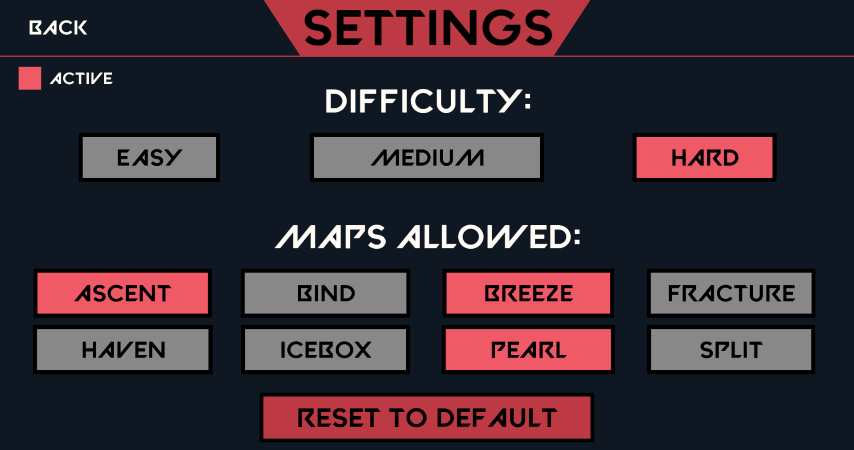 BACK
SETTINGS
ACTIVE
DIFFICULTY:
EASY MEDIUM HARD
MAPS ALLOWED:
ASCENT BIND BREEZE FRACTURE
HAVEN ICEBOX PEARL SPLIT
RESET TO DEFAULT